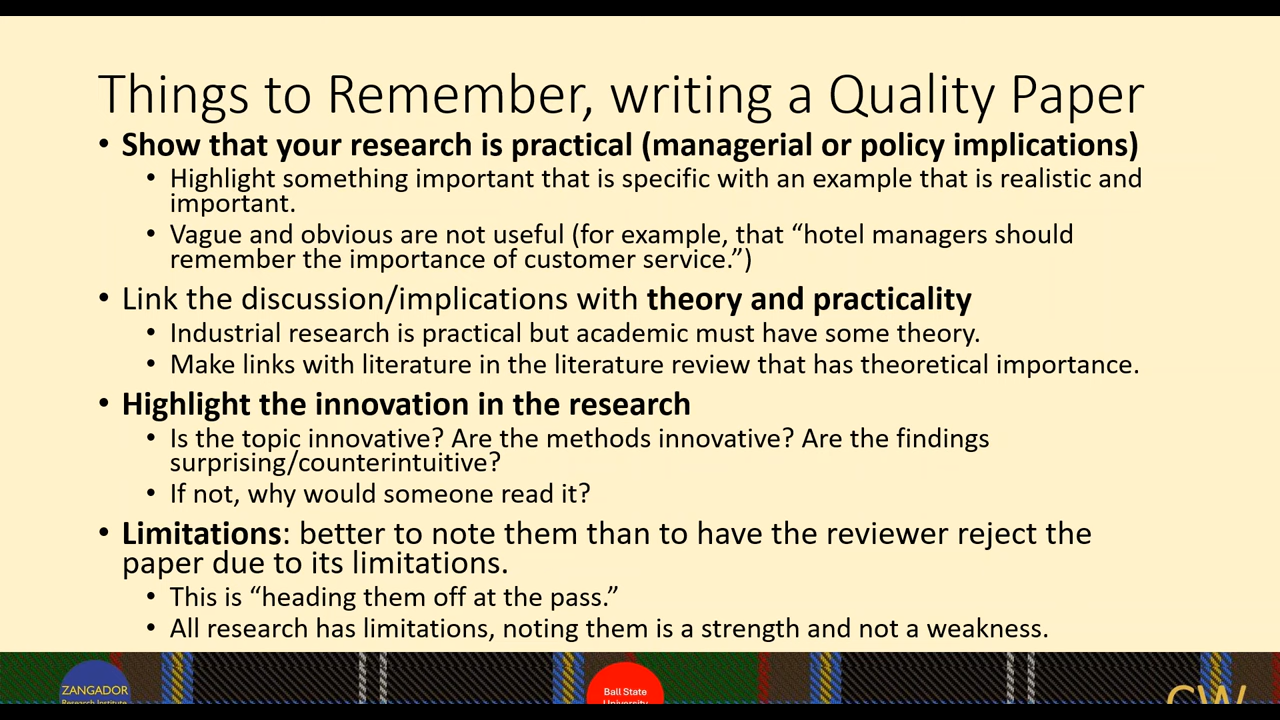 Things to Remember, writing a Quality Paper
• Show that your research is practical (managerial or policy implications)
• Highlight something important that is specific with an example that is realistic and
important.
• Vague and obvious are not useful (for example, that “hotel managers should
remember the importance of customer service.”)
• Link the discussion/implications with theory and practicality
• Industrial research is practical but academic must have some theory.
• Make links with literature in the literature review that has theoretical importance.
• Highlight the innovation in the research
• Is the topic innovative? Are the methods innovative? Are the findings
surprising/counterintuitive?
• If not, why would someone read it?
• Limitations: better to note them than to have the reviewer reject the
paper due to its limitations.
• This is “heading them off at the pass.”
• All research has limitations, noting them is a strength and not a weakness.
ZANGADOR
Research Institute
Ball State
University
CW